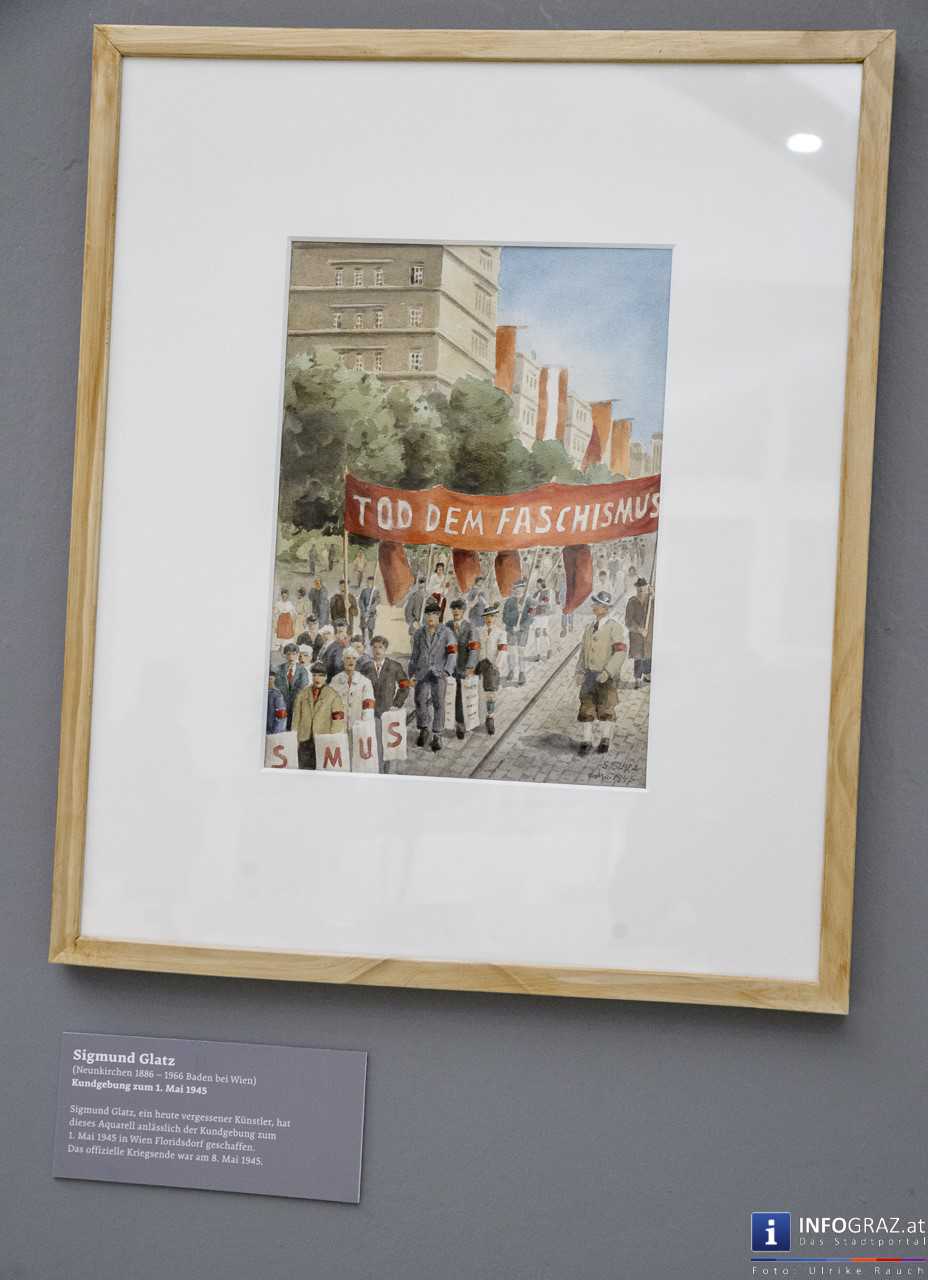 TOD DEM FASCHISMUS
S MUS
Sigmund Glatz
(Neunkirchen 1886 – 1966 Baden bei Wien)
Kundgebung zum 1. Mai 1945
Sigmund Glatz, ein heute vergessener Künstler, hat
dieses Aquarell anlässlich der Kundgebung zum
1. Mai 1945 in Wien Floridsdorf geschaffen.
Das offizielle Kriegsende war am 8. Mai 1945.
i INFOGRAZ.at
Das Stadtportal
Foto: Ulrike Rauch